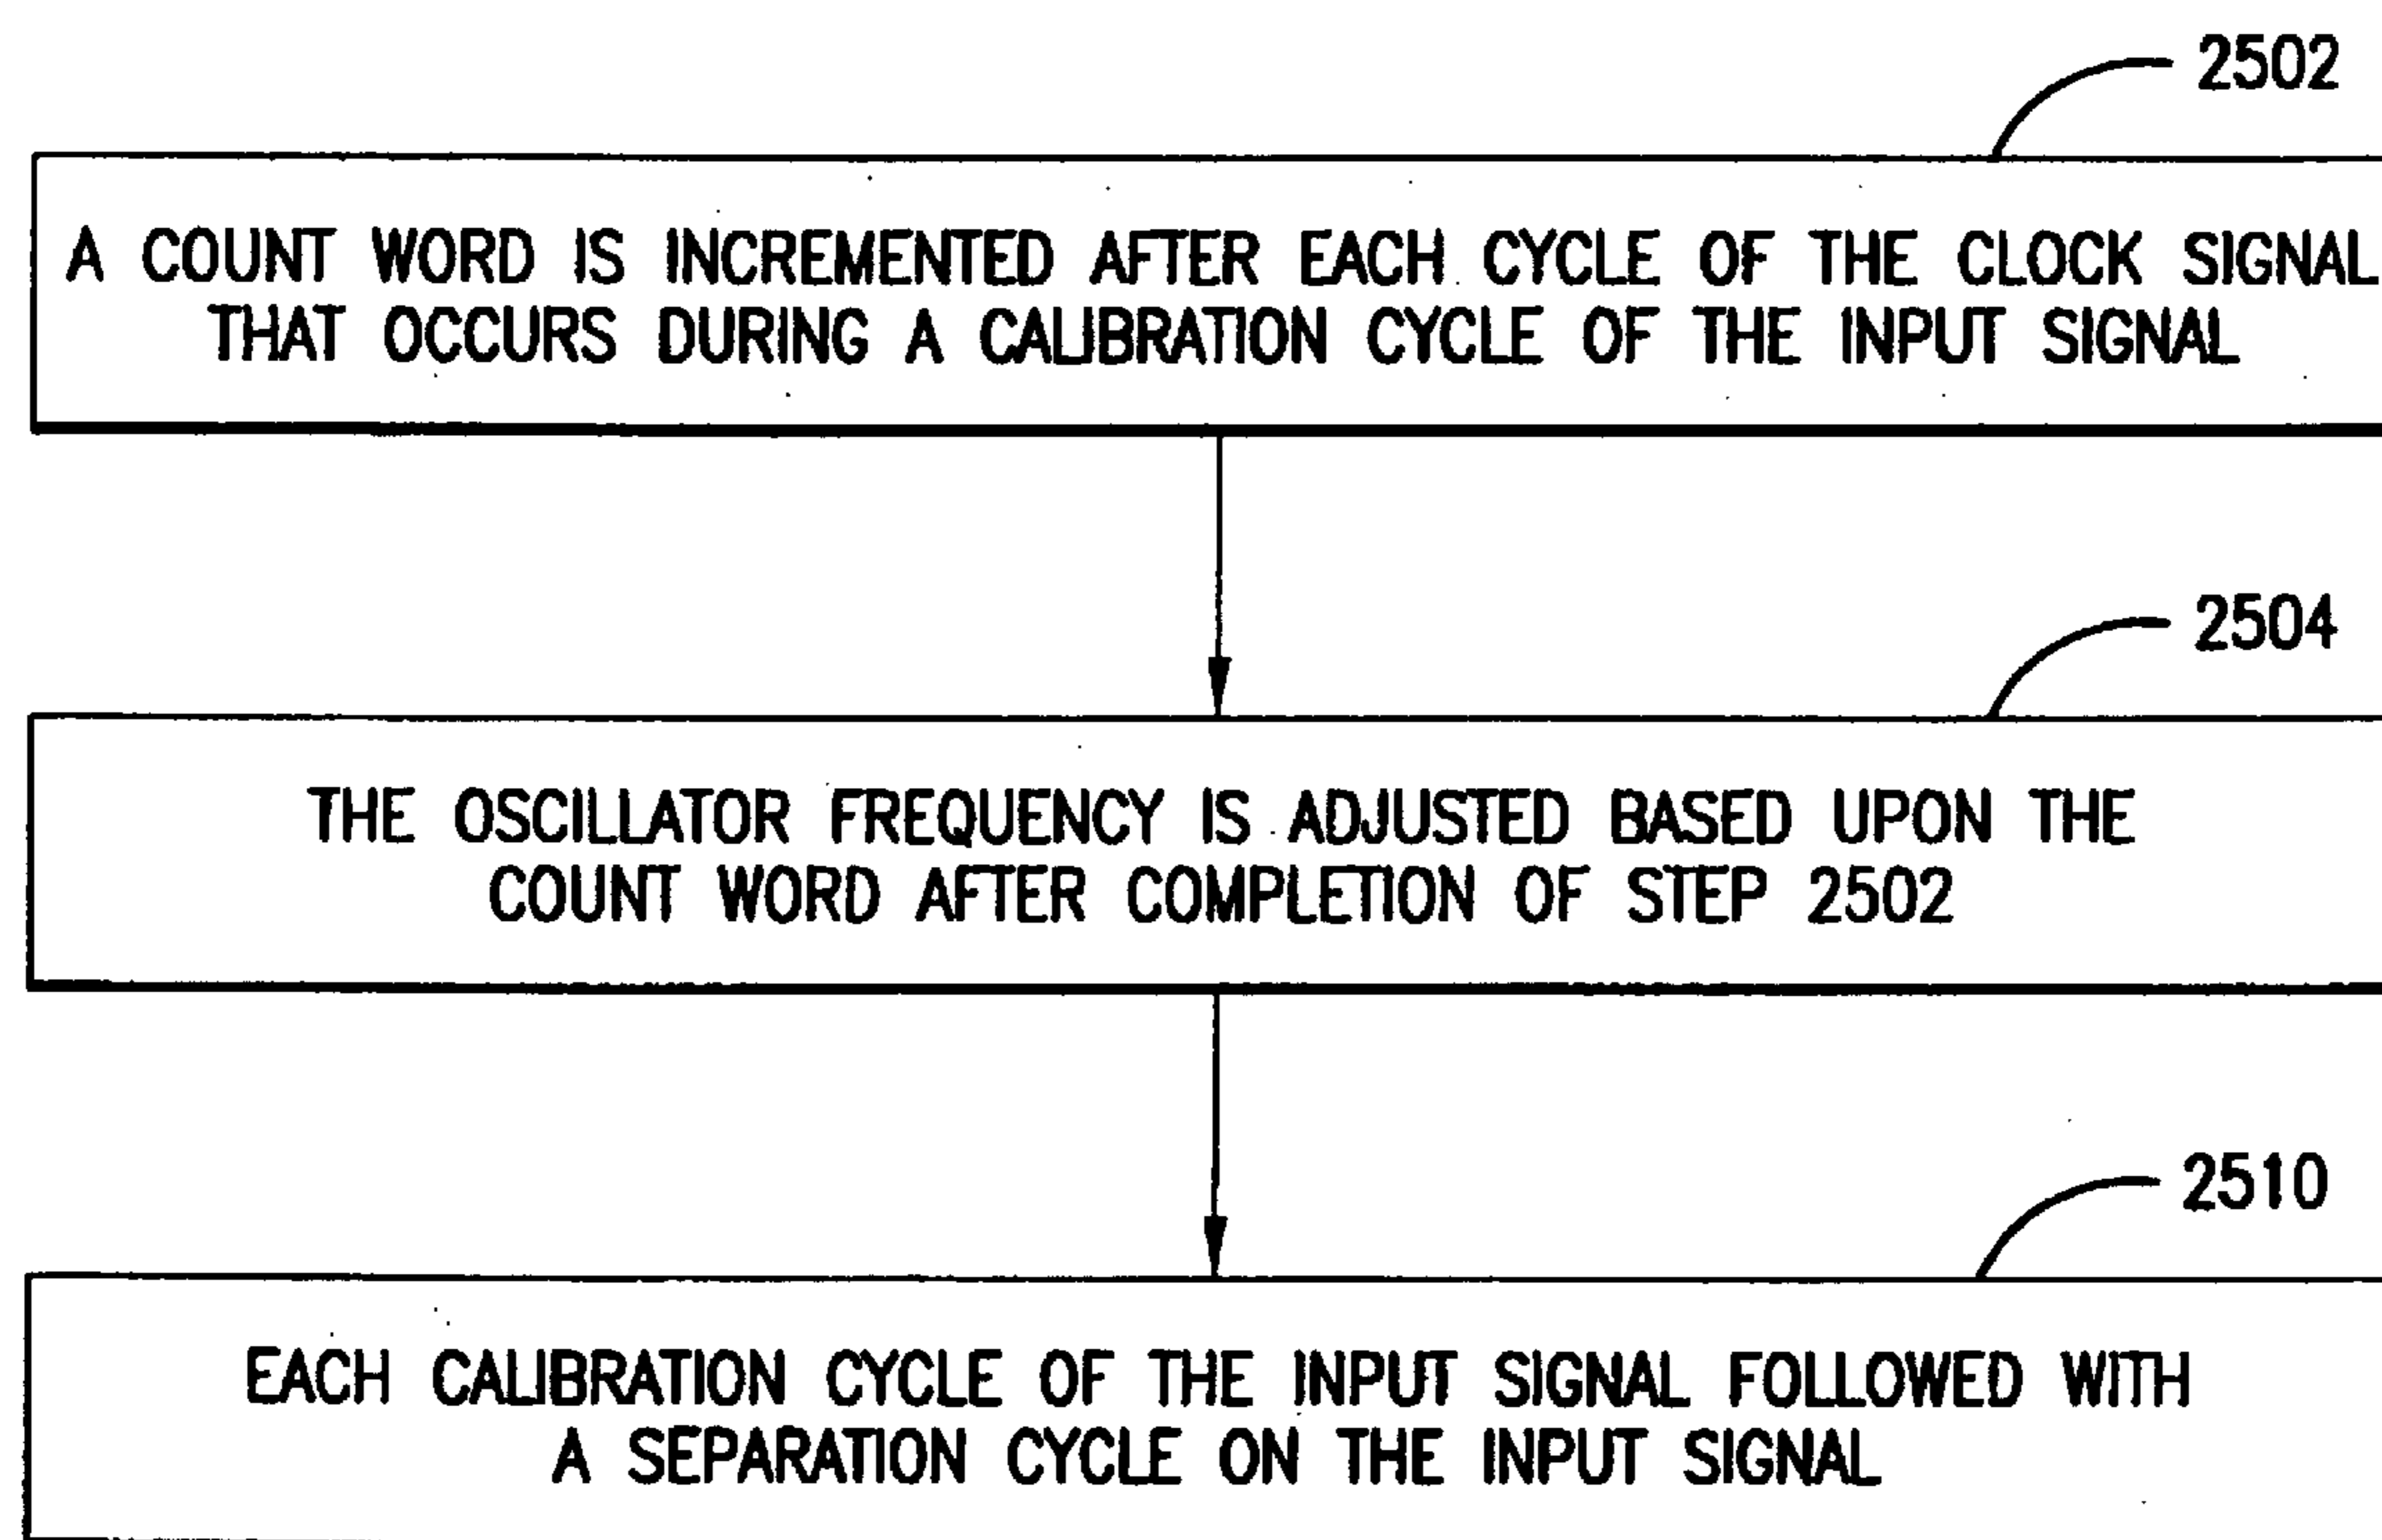 2502
A COUNT WORD IS INCREMENTED AFTER EACH CYCLE OF THE CLOCK SIGNAL
THAT OCCURS DURING A CALIBRATION CYCLE OF THE INPUT SIGNAL
2504
THE OSCILLATOR FREQUENCY IS ADJUSTED BASED UPON THE
COUNT WORD AFTER COMPLETION OF STEP 2502
2510
EACH CALIBRATION CYCLE OF THE INPUT SIGNAL FOLLOWED WITH
A SEPARATION CYCLE ON THE INPUT SIGNAL